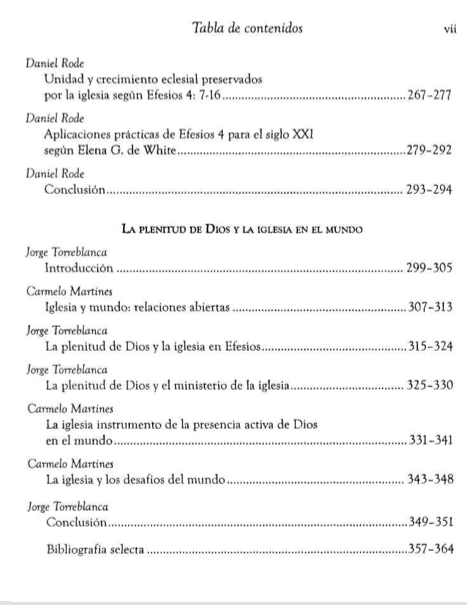 Tabla de contenidos vii
Daniel Rode
Unidad y crecimiento eclesial preservados
por la iglesia según Efesios 4: 7-16 267-277
Daniel Rode
Aplicaciones prácticas de Efesios 4 para el siglo XXI
según Elena G. de White 279-292
Daniel Rode
Conclusión 293-294
La plenitud de Dios y la iglesia en el mundo
Jorge Torreblanca
Introducción 299-305
Carmelo Martines
Iglesia y mundo: relaciones abiertas 307-313
Jorge Torreblanca
La plenitud de Dios y la iglesia en Efesios 315-324
Jorge Torreblanca
La plenitud de Dios y el ministerio de la iglesia 325-330
Carmelo Martines
La iglesia instrumento de la presencia activa de Dios
en el mundo 331-341
Carmelo Martines
La iglesia y los desafíos del mundo 343-348
Jorge Torreblanca
Conclusión 349-351
Bibliografía selecta 357-364